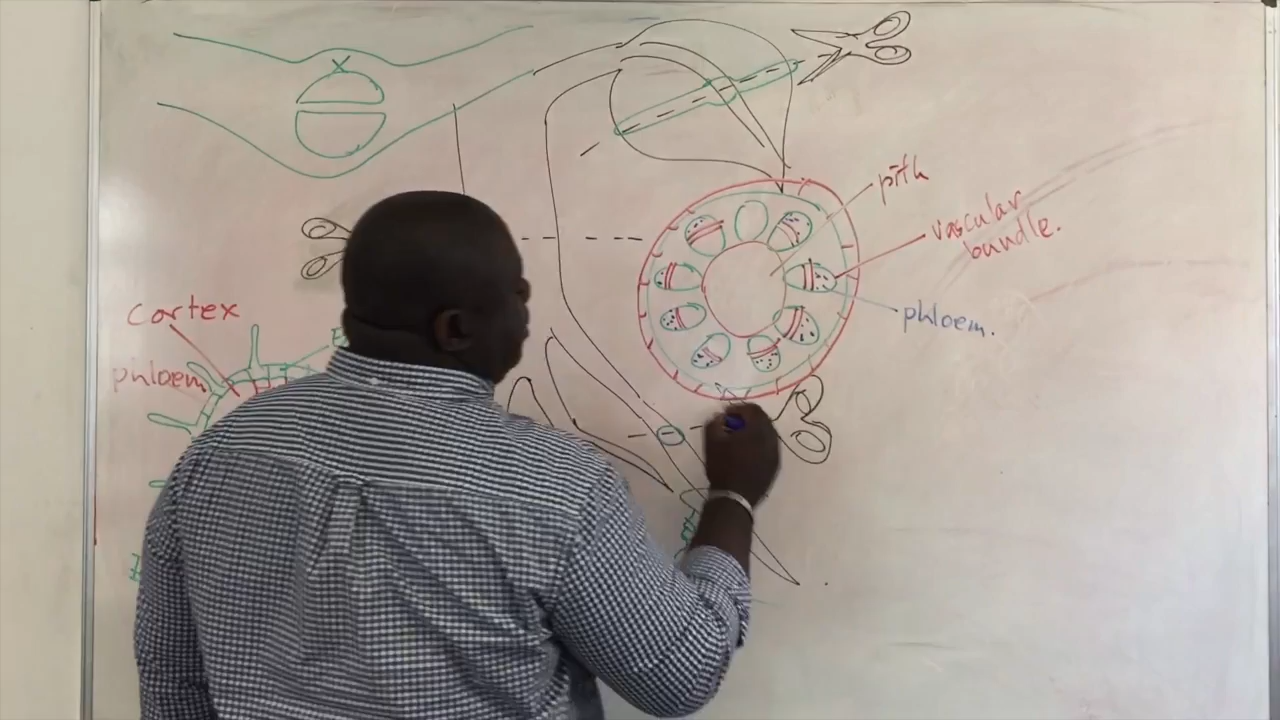 X
pith
vascular
bundle.
phloem.
cortex
phloem